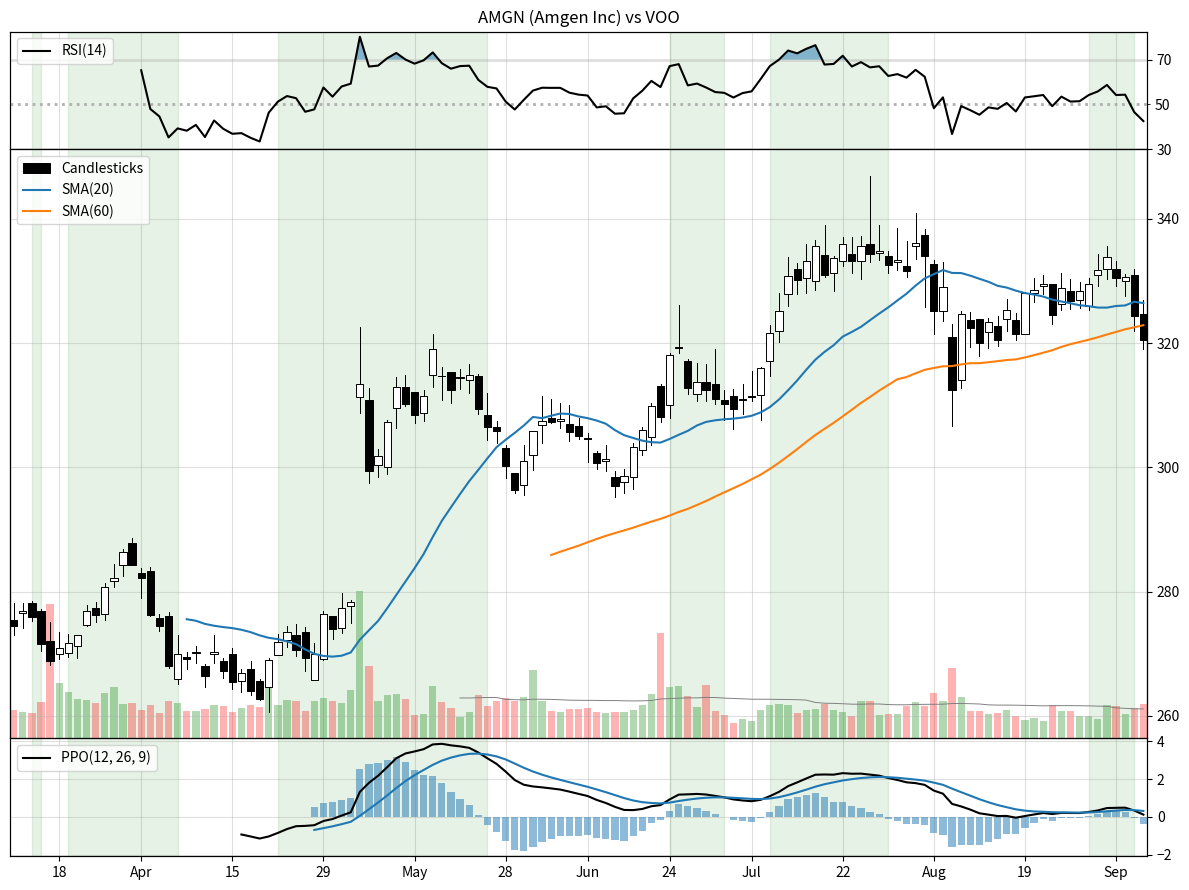 AMGN (Amgen Inc) vs VOO
RSI(14)
70
50
30
Candlesticks
SMA(20)
SMA(60)
340
320
300
280
260
PPO(12, 26, 9)
4
2
0
−2
18 Apr 15 29 May 28 Jun 24 Jul 22 Aug 19 Sep